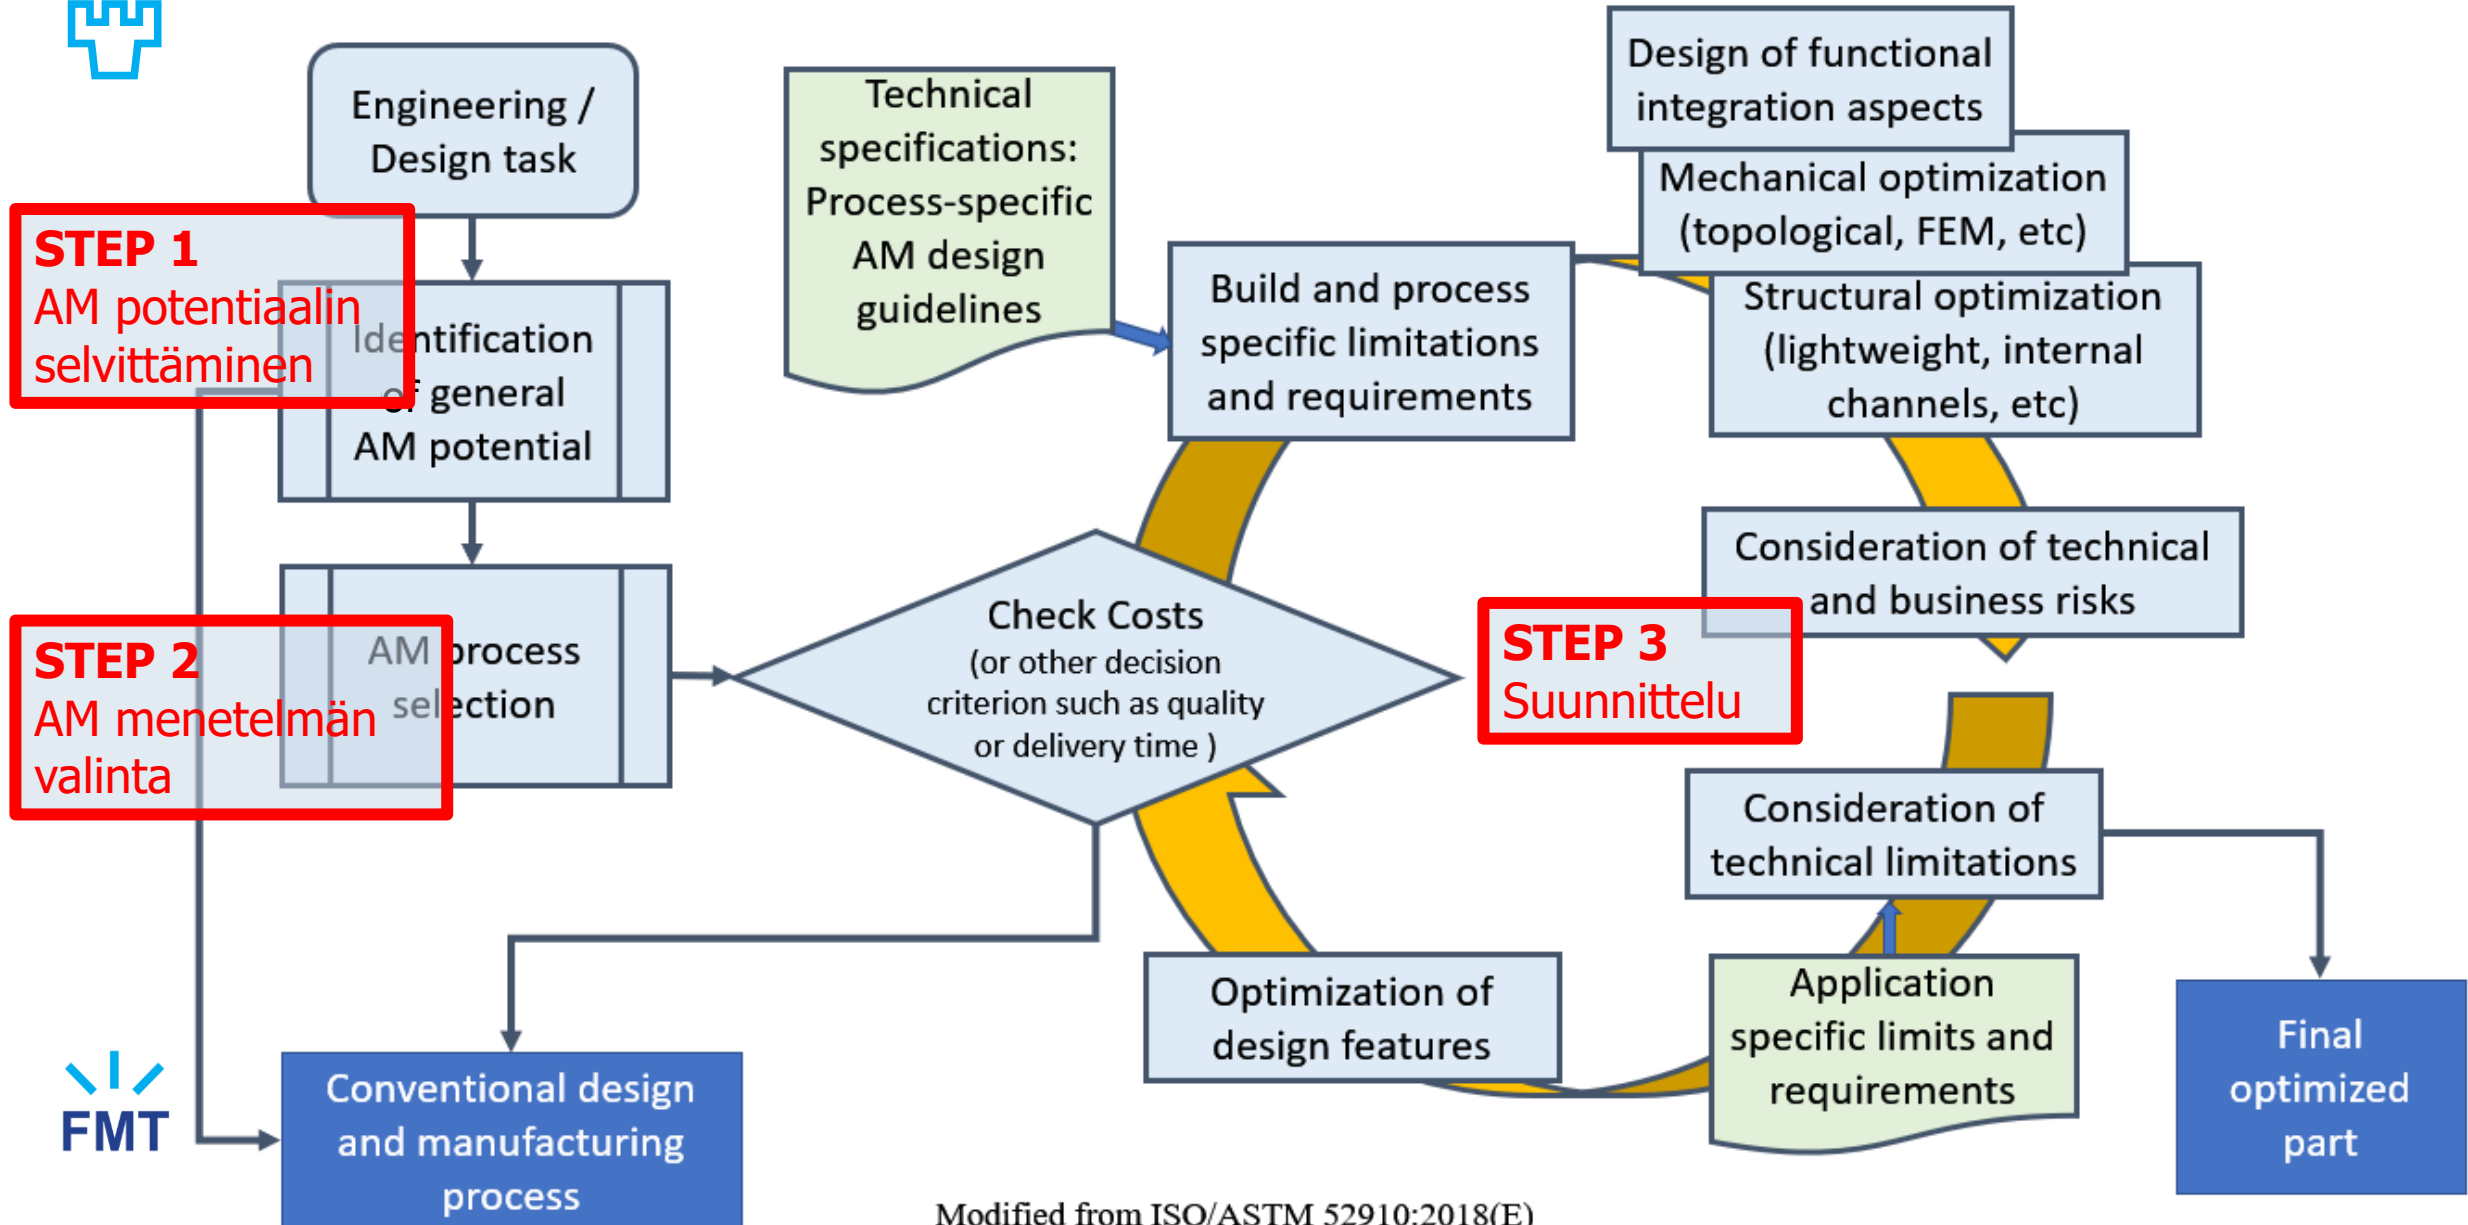 Engineering /
Design task
STEP 1
AM potentiaalin
selvittäminen
Identification
of general
AM potential
STEP 2
AM menetelmän
valinta
AM process
selection
Technical
specifications:
Process-specific
AM design
guidelines
Build and process
specific limitations
and requirements
Design of functional
integration aspects
Mechanical optimization
(topological, FEM, etc)
Structural optimization
(lightweight, internal
channels, etc)
Consideration of technical
and business risks
STEP 3
Suunnittelu
Check Costs
(or other decision
criterion such as quality
or delivery time )
Consideration of
technical limitations
Application
specific limits and
requirements
Optimization of
design features
Final
optimized
part
Conventional design
and manufacturing
process
FMT
Modified from ISO/ASTM 52910:2018(E)